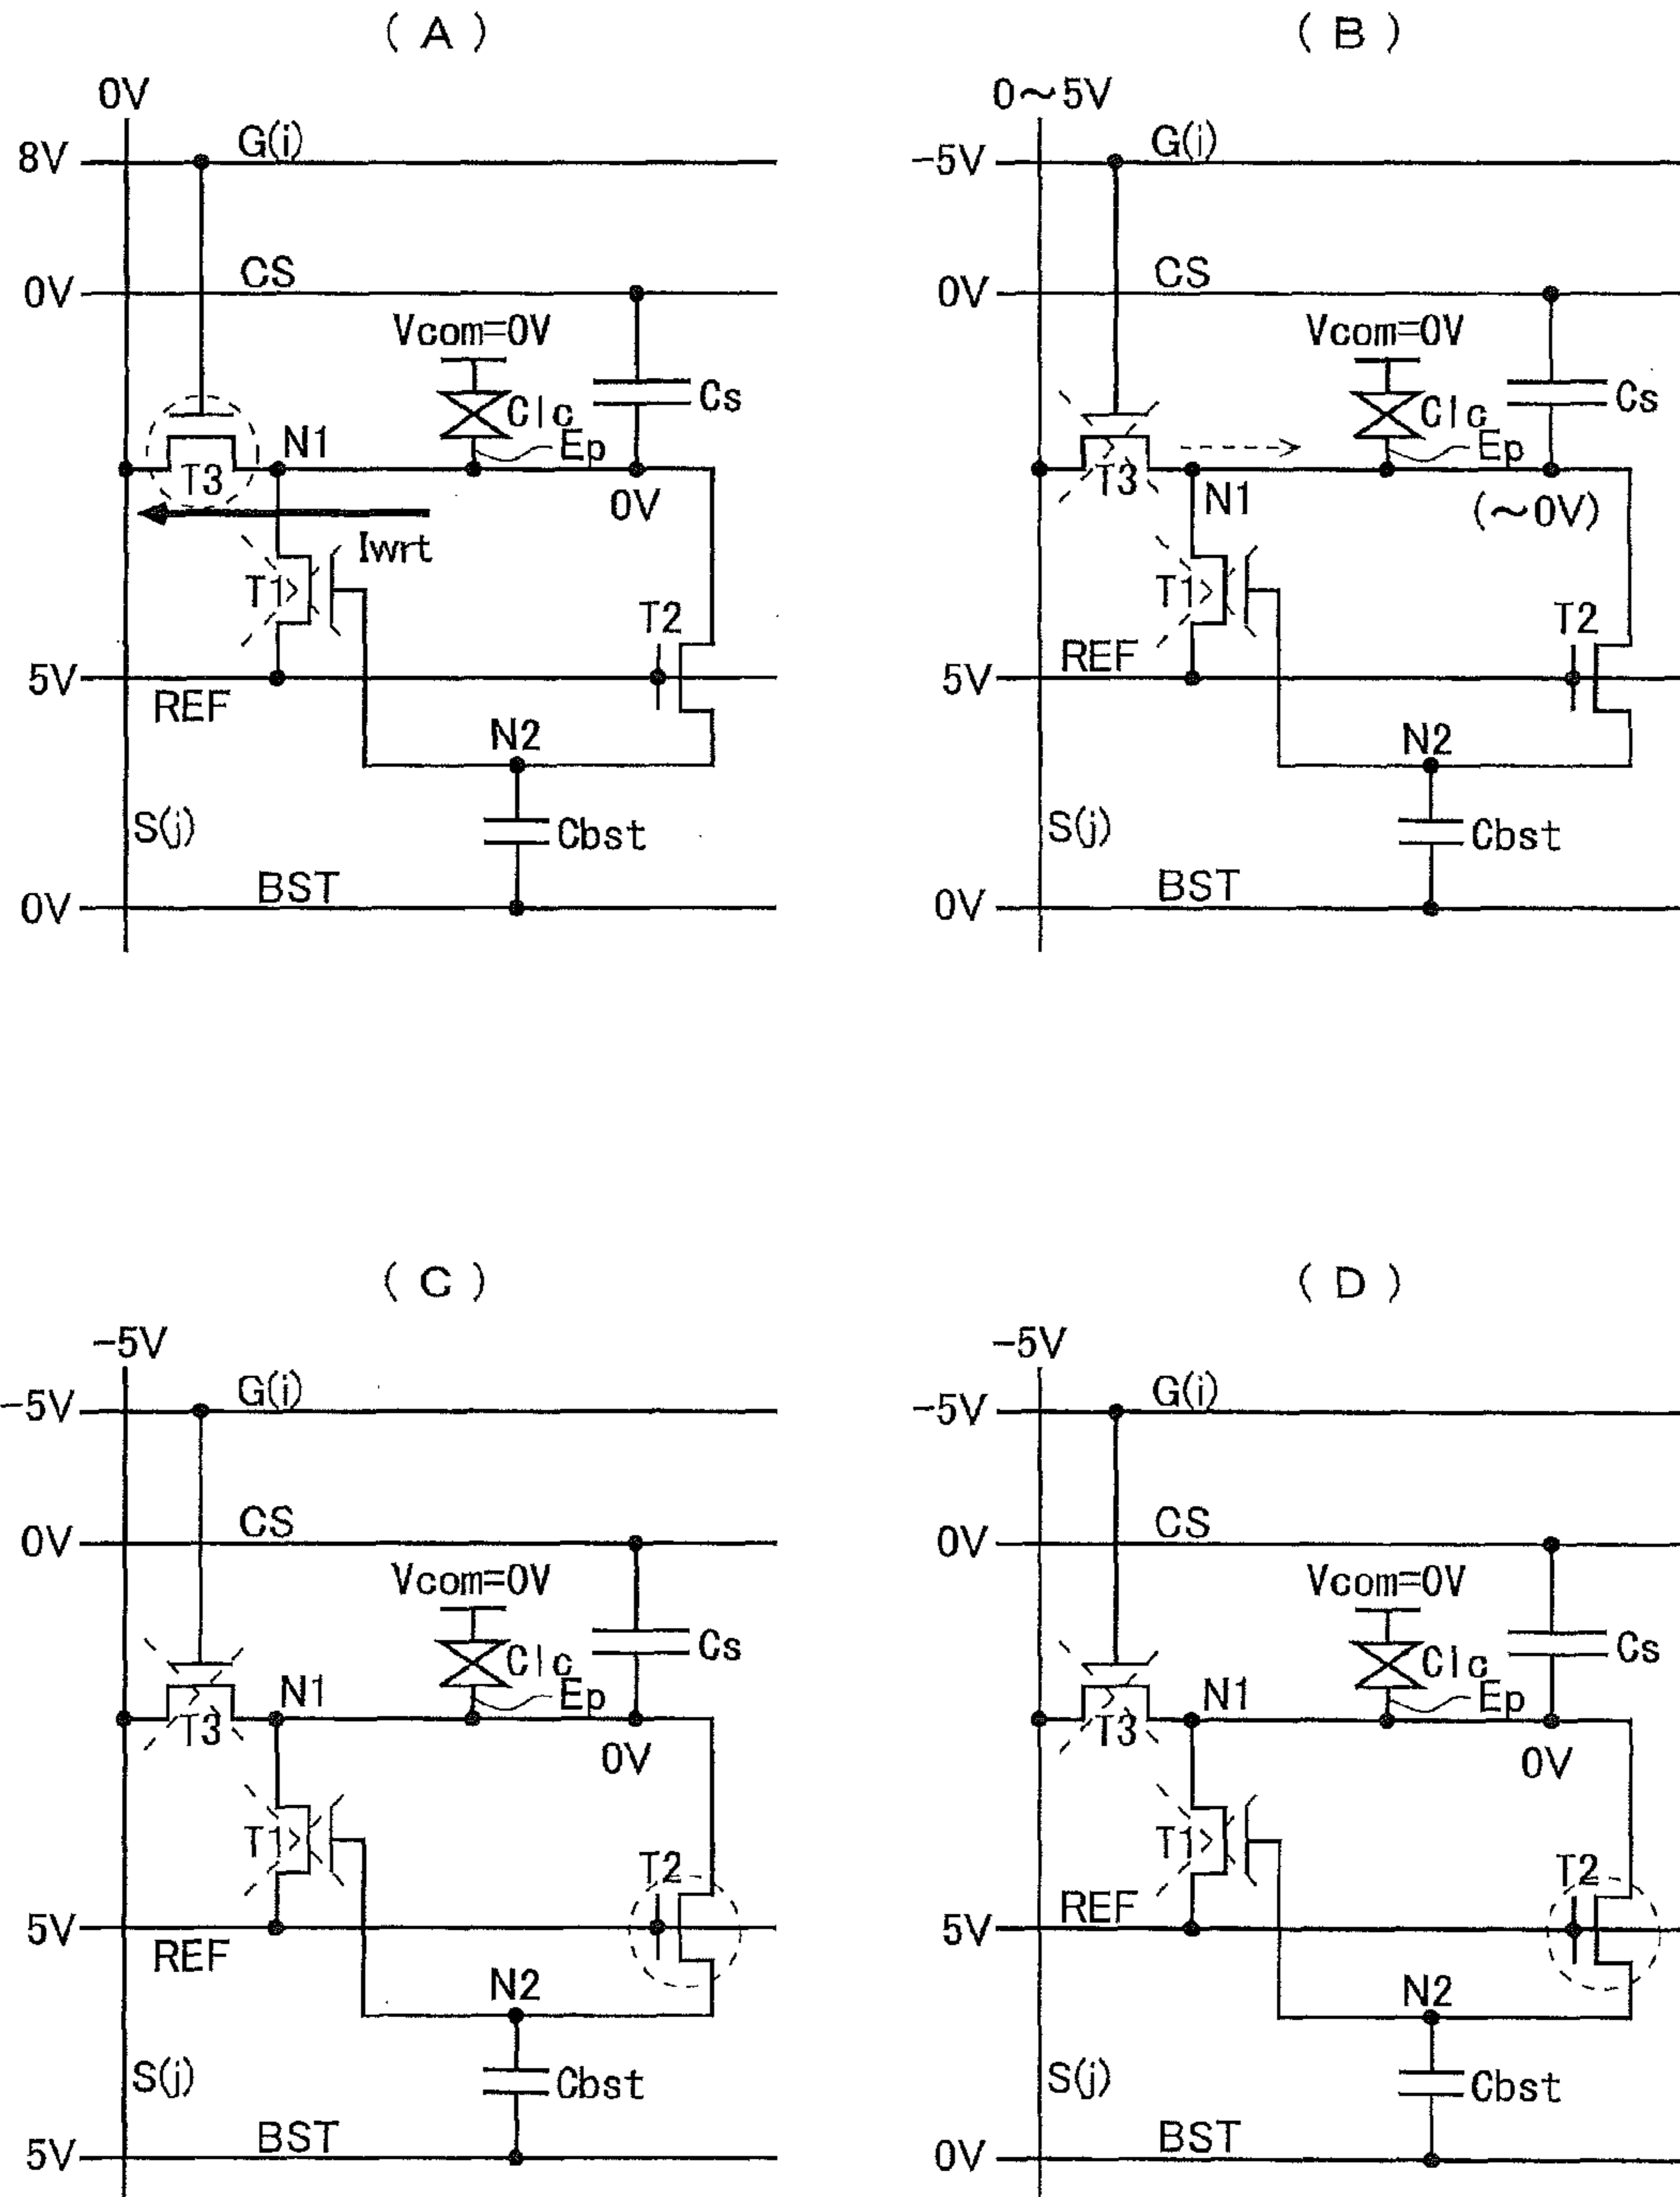 ( A )
0V
8V
G(i)
0V
CS
Vcom=0V
Clc
Cs
N1
Ep
T3
0V
Iwrt
T1
T2
5V
REF
N2
S(j)
Cbst
0V
BST
( B )
0~5V
-5V
G(i)
0V
CS
Vcom=0V
Clc
Cs
Ep
T3
N1
(~0V)
T1
T2
REF
5V
N2
S(j)
Cbst
0V
BST
( C )
-5V
-5V
G(i)
0V
CS
Vcom=0V
Clc
Cs
N1
Ep
T3
0V
T1
T2
5V
REF
N2
S(j)
Cbst
5V
BST
( D )
-5V
-5V
G(i)
0V
CS
Vcom=0V
Clc
Cs
N1
Ep
T3
0V
T1
T2
REF
5V
N2
S(j)
Cbst
0V
BST